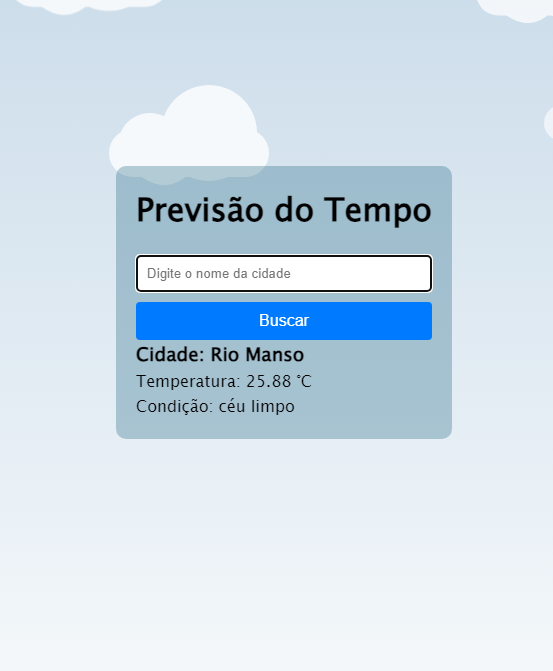 Previsão do Tempo
Digite o nome da cidade
Buscar
Cidade: Rio Manso
Temperatura: 25.88 °C
Condição: céu limpo